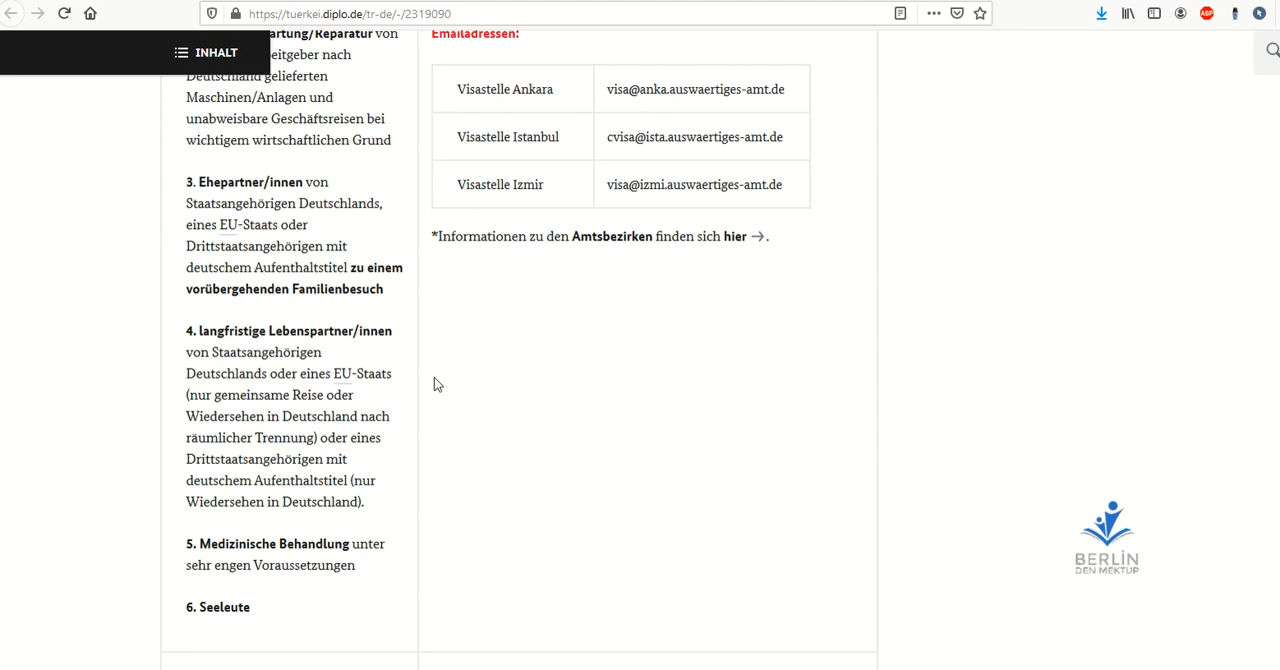 https://tuerkei.diplo.de/tr-de/-/2319090
INHALT
artung/Reparatur von
eitgeber nach
Deutschland gelieferten
Maschinen/Anlagen und
unabweisbare Geschäftsreisen bei
wichtigem wirtschaftlichen Grund
3. Ehepartner/innen von
Staatsangehörigen Deutschlands,
eines EU-Staats oder
Drittstaatsangehörigen mit
deutschem Aufenthaltstitel zu einem
vorübergehenden Familienbesuch
4. langfristige Lebenspartner/innen
von Staatsangehörigen
Deutschlands oder eines EU-Staats
(nur gemeinsame Reise oder
Wiedersehen in Deutschland nach
räumlicher Trennung) oder eines
Drittstaatsangehörigen mit
deutschem Aufenthaltstitel (nur
Wiedersehen in Deutschland).
5. Medizinische Behandlung unter
sehr engen Voraussetzungen
6. Seeleute
Emailadressen:
Visastelle Ankara visa@anka.auswaertiges-amt.de
Visastelle Istanbul cvisa@ista.auswaertiges-amt.de
Visastelle Izmir visa@izmi.auswaertiges-amt.de
*Informationen zu den Amtsbezirken finden sich hier → .
ABP
BERLİN
DEN MEKTUP